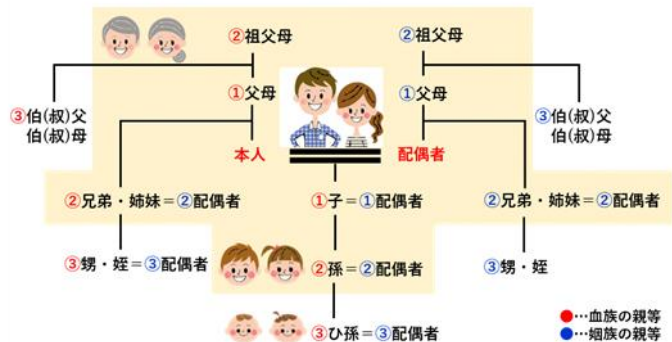 ②祖父母
②祖父母
③伯(叔)父
伯(叔)母
①父母
①父母
③伯(叔)父
伯(叔)母
本人
配偶者
②兄弟・姉妹=②配偶者
①子=①配偶者
②兄弟・姉妹=②配偶者
③甥・姪=③配偶者
②孫=②配偶者
③甥・姪
③ひ孫=③配偶者
●…血族の親等
●…姻族の親等